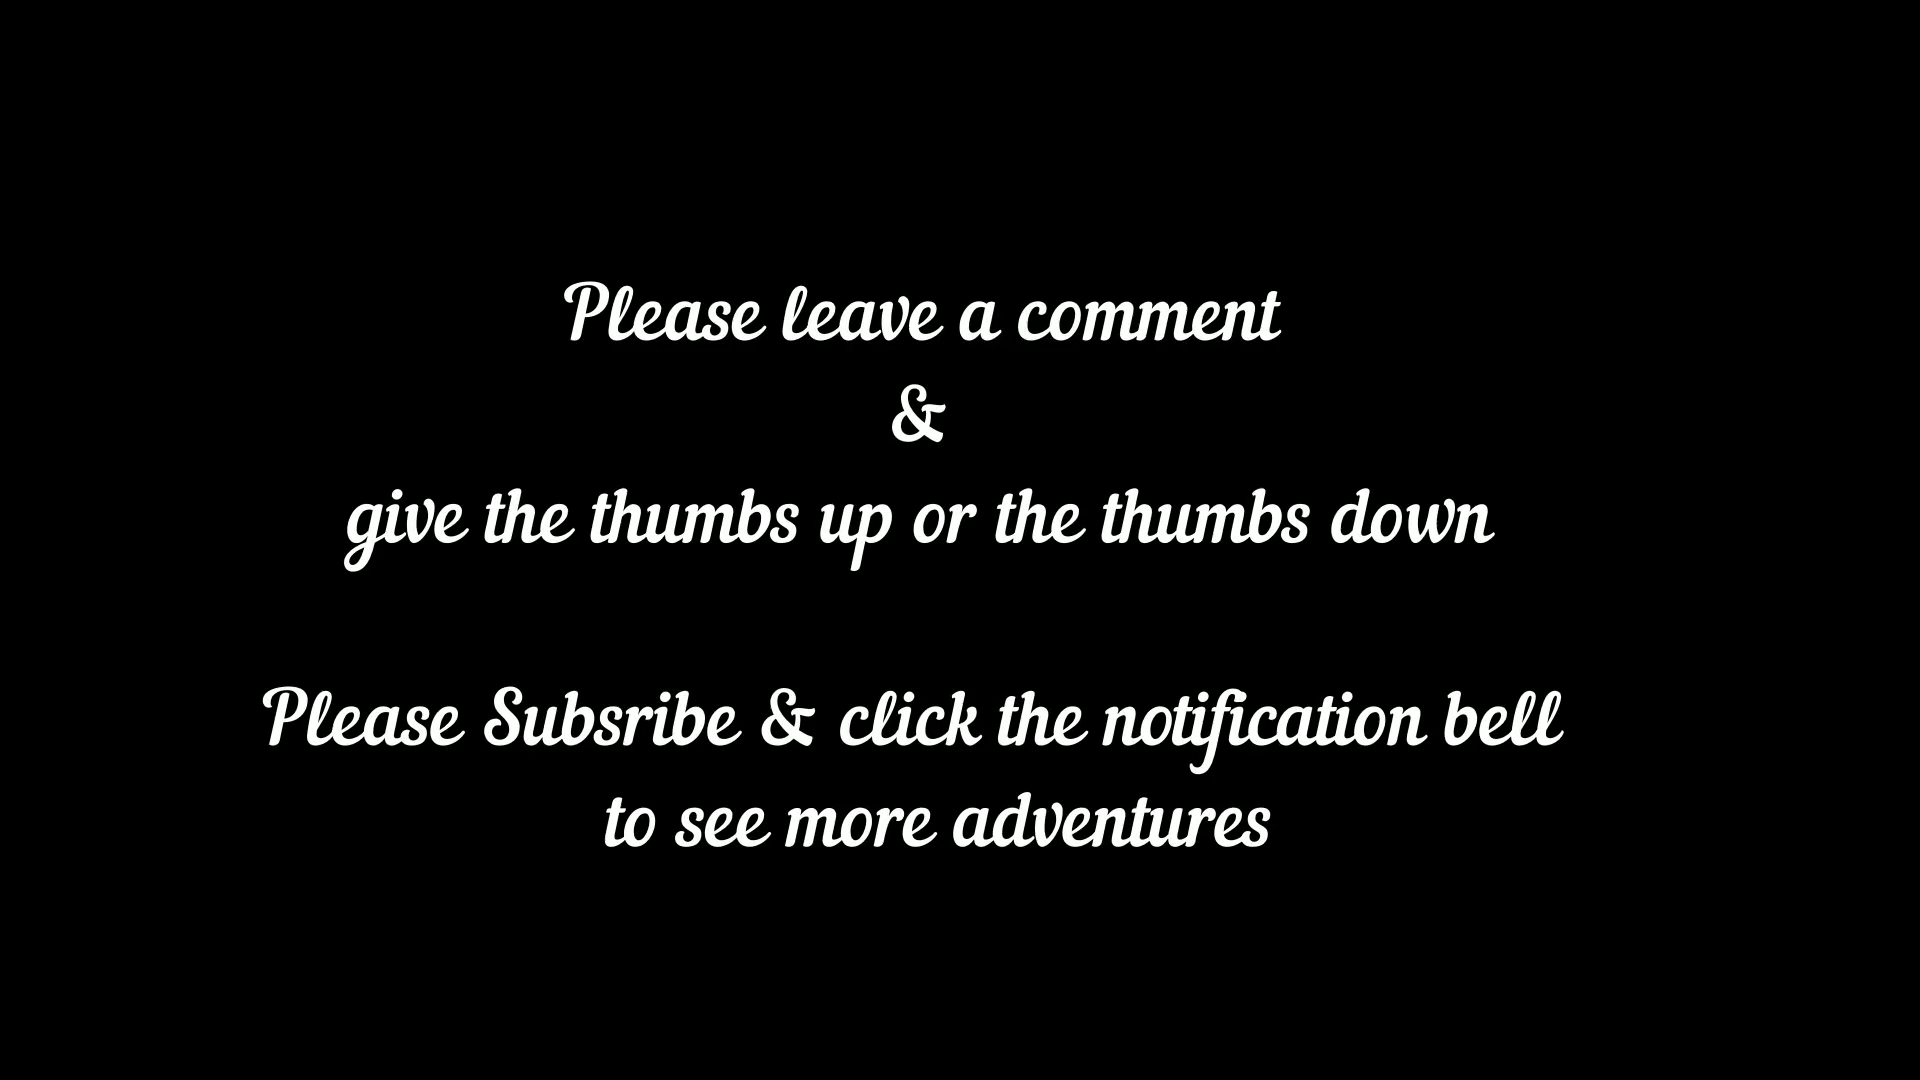 Please leave a comment
&
give the thumbs up or the thumbs down
Please Subsribe & click the notification bell
to see more adventures